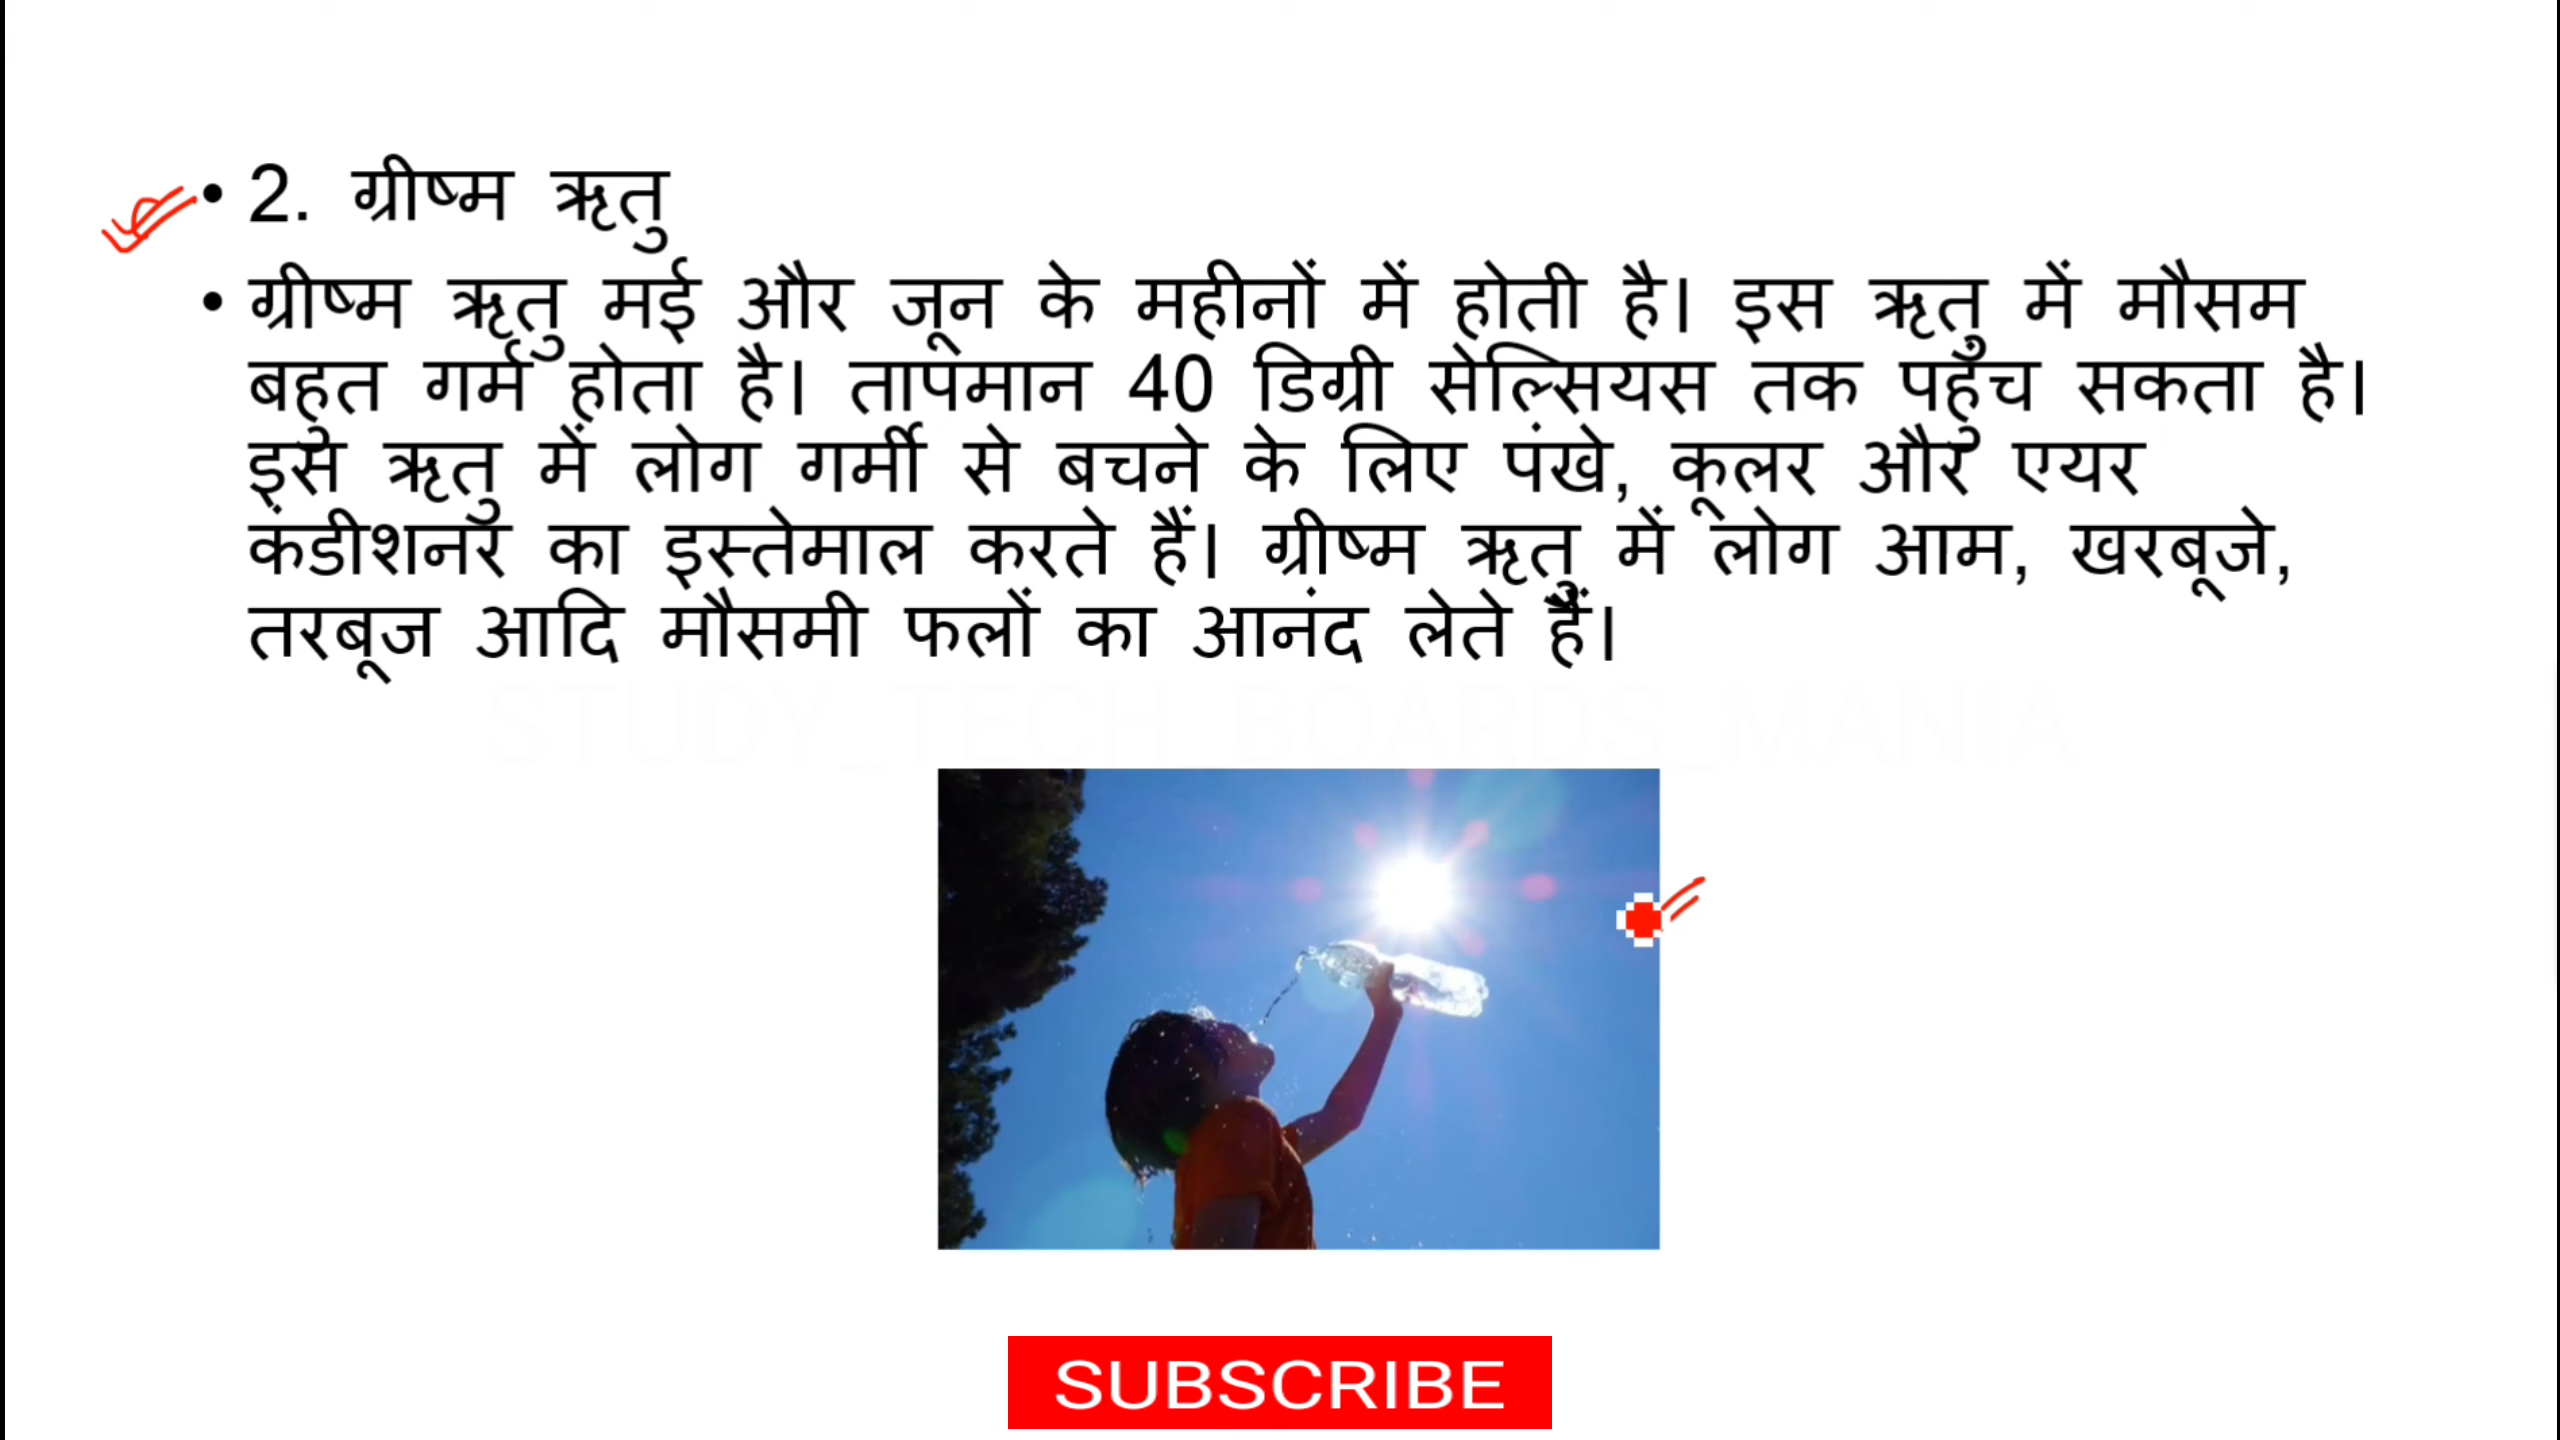 • 2. ग्रीष्म ऋतु
• ग्रीष्म ऋतु मई और जून के महीनों में होती है। इस ऋतु में मौसम
बहुत गर्म होता है। तापमान 40 डिग्री सेल्सियस तक पहुंच सकता है।
इस ऋतु में लोग गर्मी से बचने के लिए पंखे, कूलर और एयर
कंडीशनर का इस्तेमाल करते हैं। ग्रीष्म ऋतु में लोग आम, खरबूजे,
तरबूज आदि मौसमी फलों का आनंद लेते हैं।
STUDY_TECH_BOARDS_MANIA
SUBSCRIBE